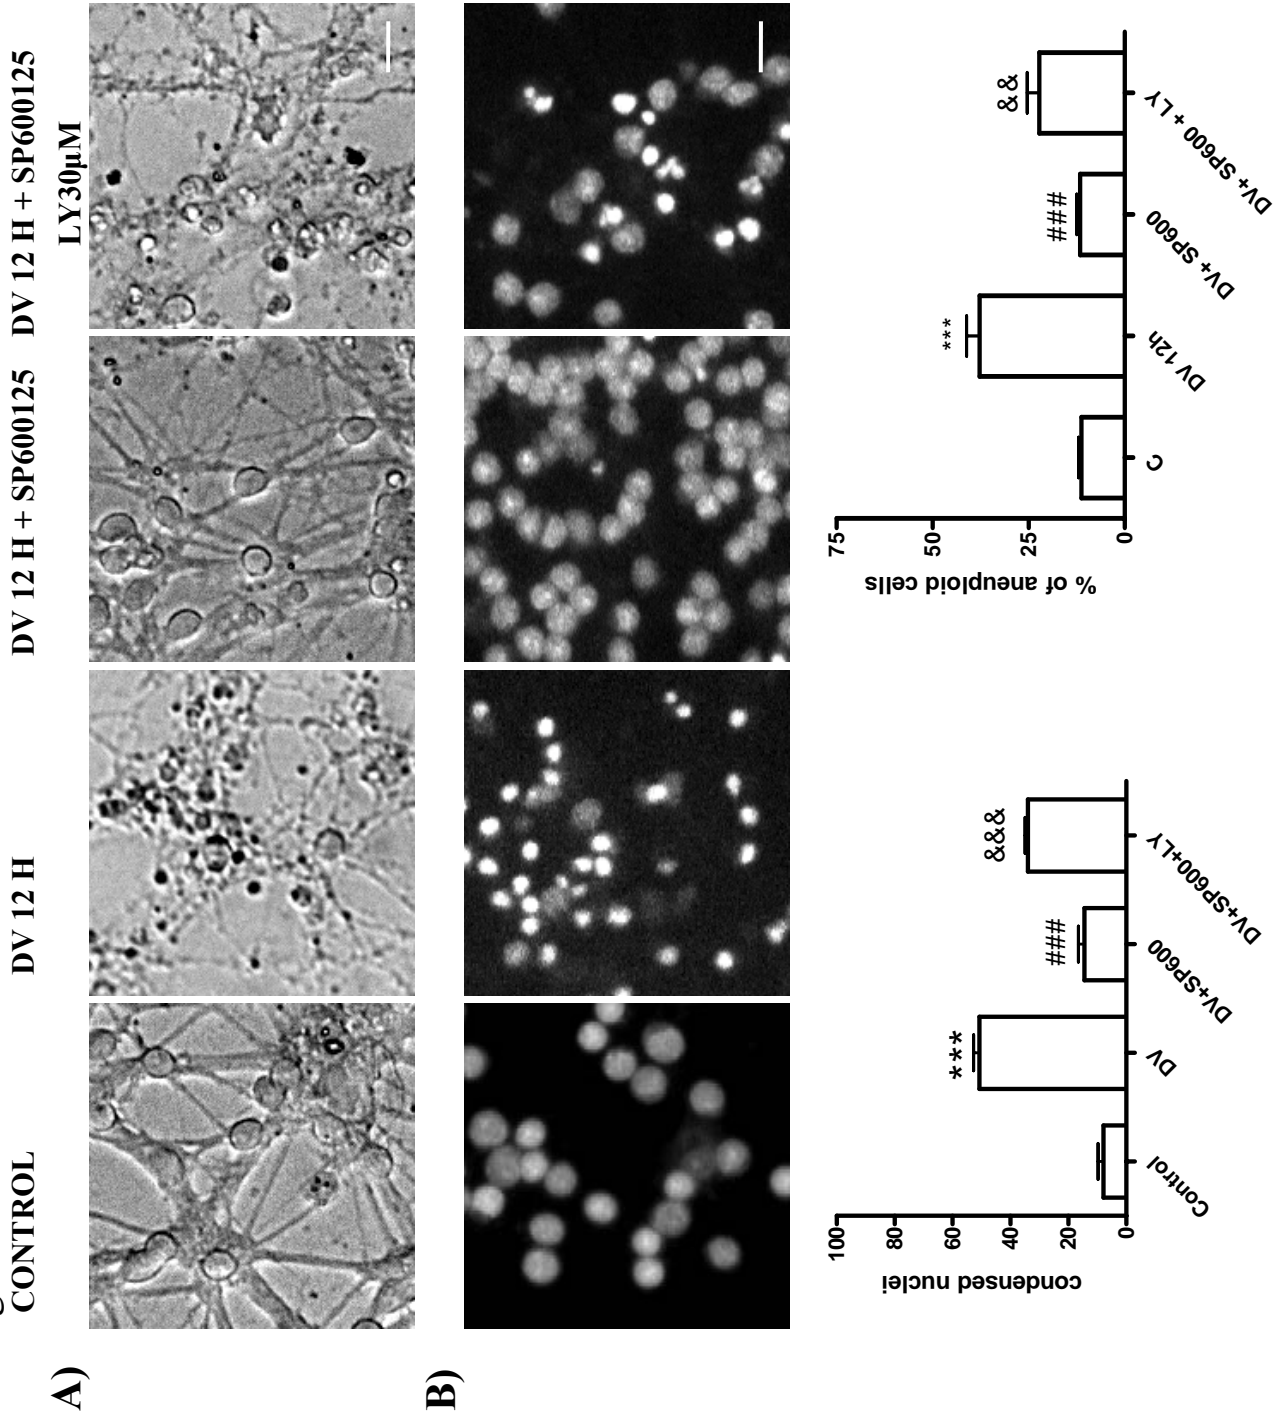 CONTROL
DV 12 H
DV 12 H + SP600125
DV 12 H + SP600125
LY30µM
A)
B)
condensed nuclei
100
80
60
40
20
0
***
###
&&&
Control
DV
DV+SP600
DV+SP600+LY
% of aneuploid cells
75
50
25
0
***
###
&&
C
DV 12h
DV+ SP600
DV+ SP600 + LY